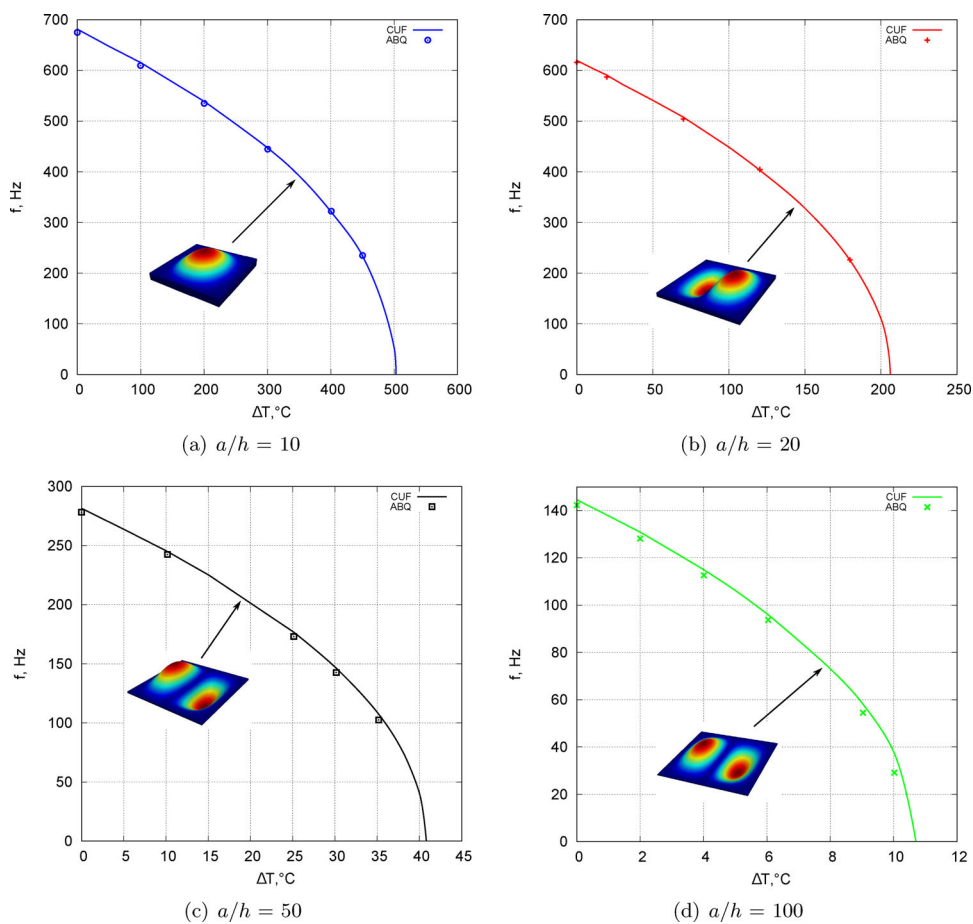 700
600
500
400
300
200
100
0
f, Hz
0 100 200 300 400 500 600
ΔT,°C
CUF
ABQ
(a) a/h = 10
700
600
500
400
300
200
100
0
f, Hz
0 50 100 150 200 250
ΔT,°C
CUF
ABQ
(b) a/h = 20
300
250
200
150
100
50
0
f, Hz
0 5 10 15 20 25 30 35 40 45
ΔT,°C
CUF
ABQ
(c) a/h = 50
140
120
100
80
60
40
20
0
f, Hz
0 2 4 6 8 10 12
ΔT,°C
CUF
ABQ
(d) a/h = 100